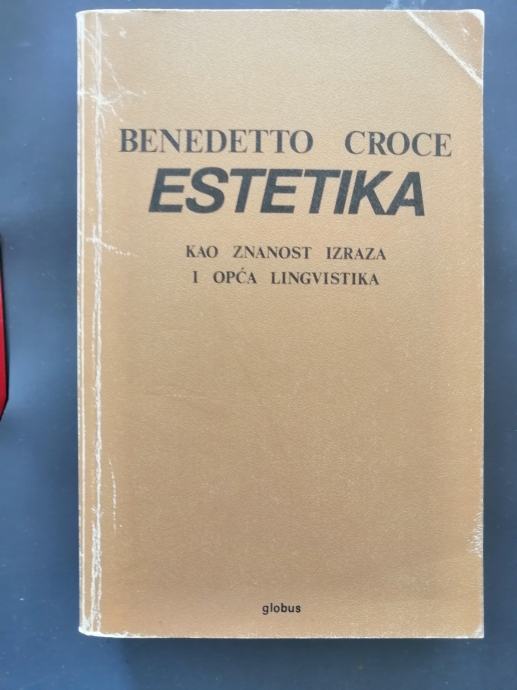 BENEDETTO CROCE
ESTETIKA
KAO ZNANOST IZRAZA
I OPĆA LINGVISTIKA
globus